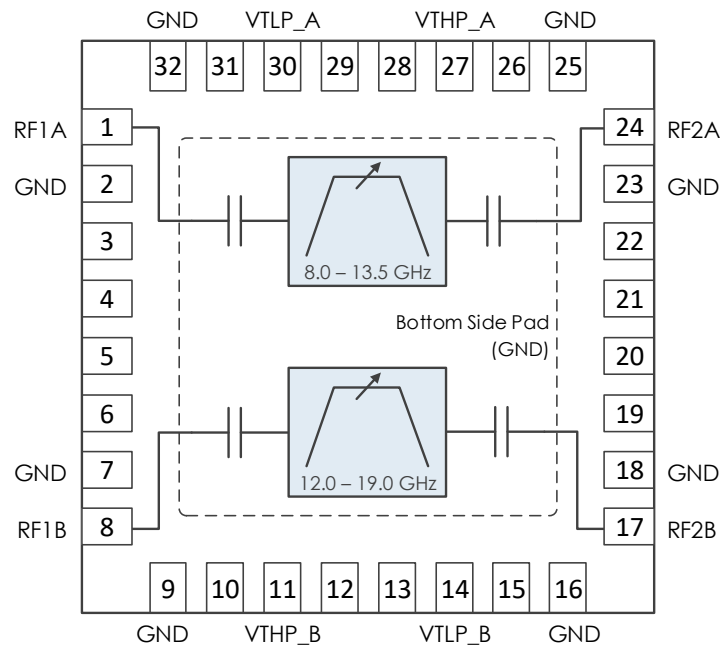 GND VTLP_A VTHP_A GND
32 31 30 29 28 27 26 25
RF1A 1 24 RF2A
GND 2 23 GND
3 22
8.0 – 13.5 GHz
4 21
Bottom Side Pad
(GND)
5 20
6 19
GND 7 18 GND
12.0 – 19.0 GHz
RF1B 8 17 RF2B
9 10 11 12 13 14 15 16
GND VTHP_B VTLP_B GND